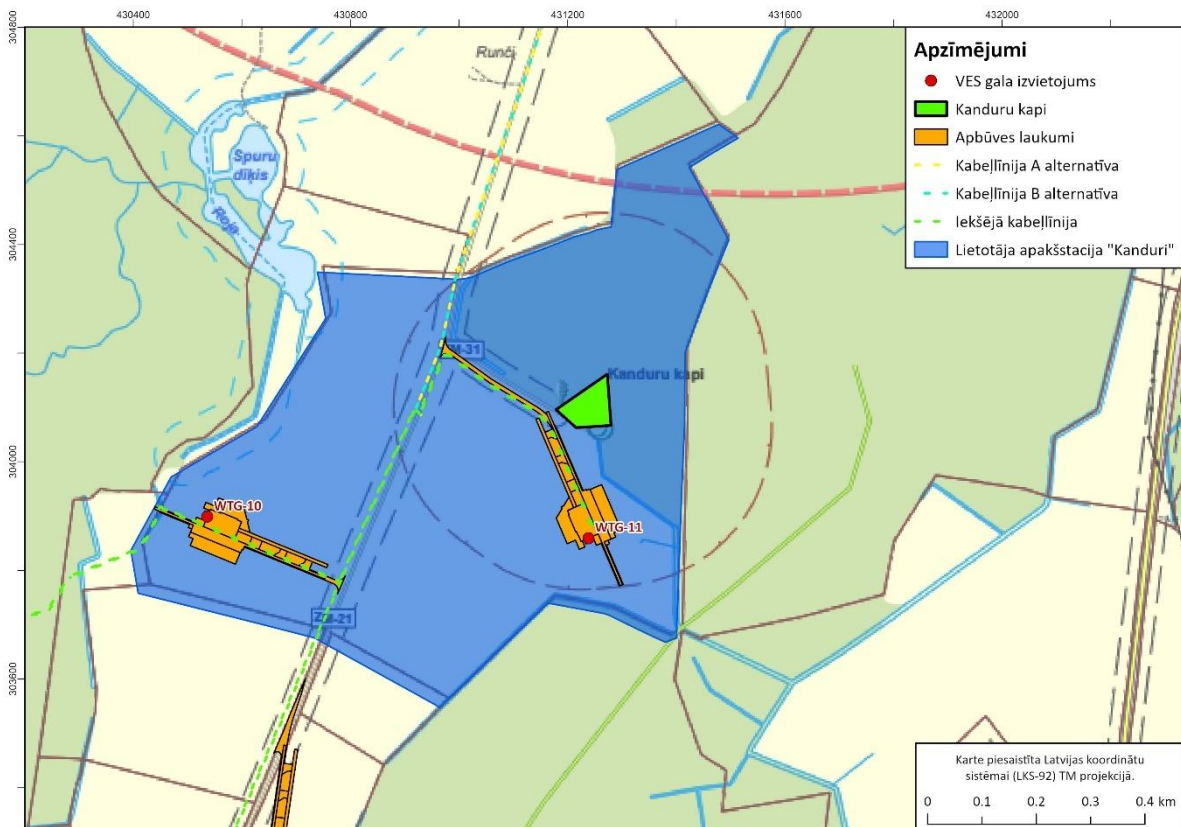 430400
430800
431200
431600
432000
304800
304400
304000
303600
Runči
Spuru
dīķis
Roja
ZM-31
Kanduru kapi
WTG-10
WTG-11
ZM-21
Apzīmējumi
VES gala izvietojums
Kanduru kapi
Apbūves laukumi
Kabeļlīnija A alternatīva
Kabeļlīnija B alternatīva
Iekšējā kabeļlīnija
Lietotāja apakšstacija "Kanduri"
Karte piesaistīta Latvijas koordinātu
sistēmai (LKS-92) TM projekcijā.
0 0.1 0.2 0.3 0.4 km